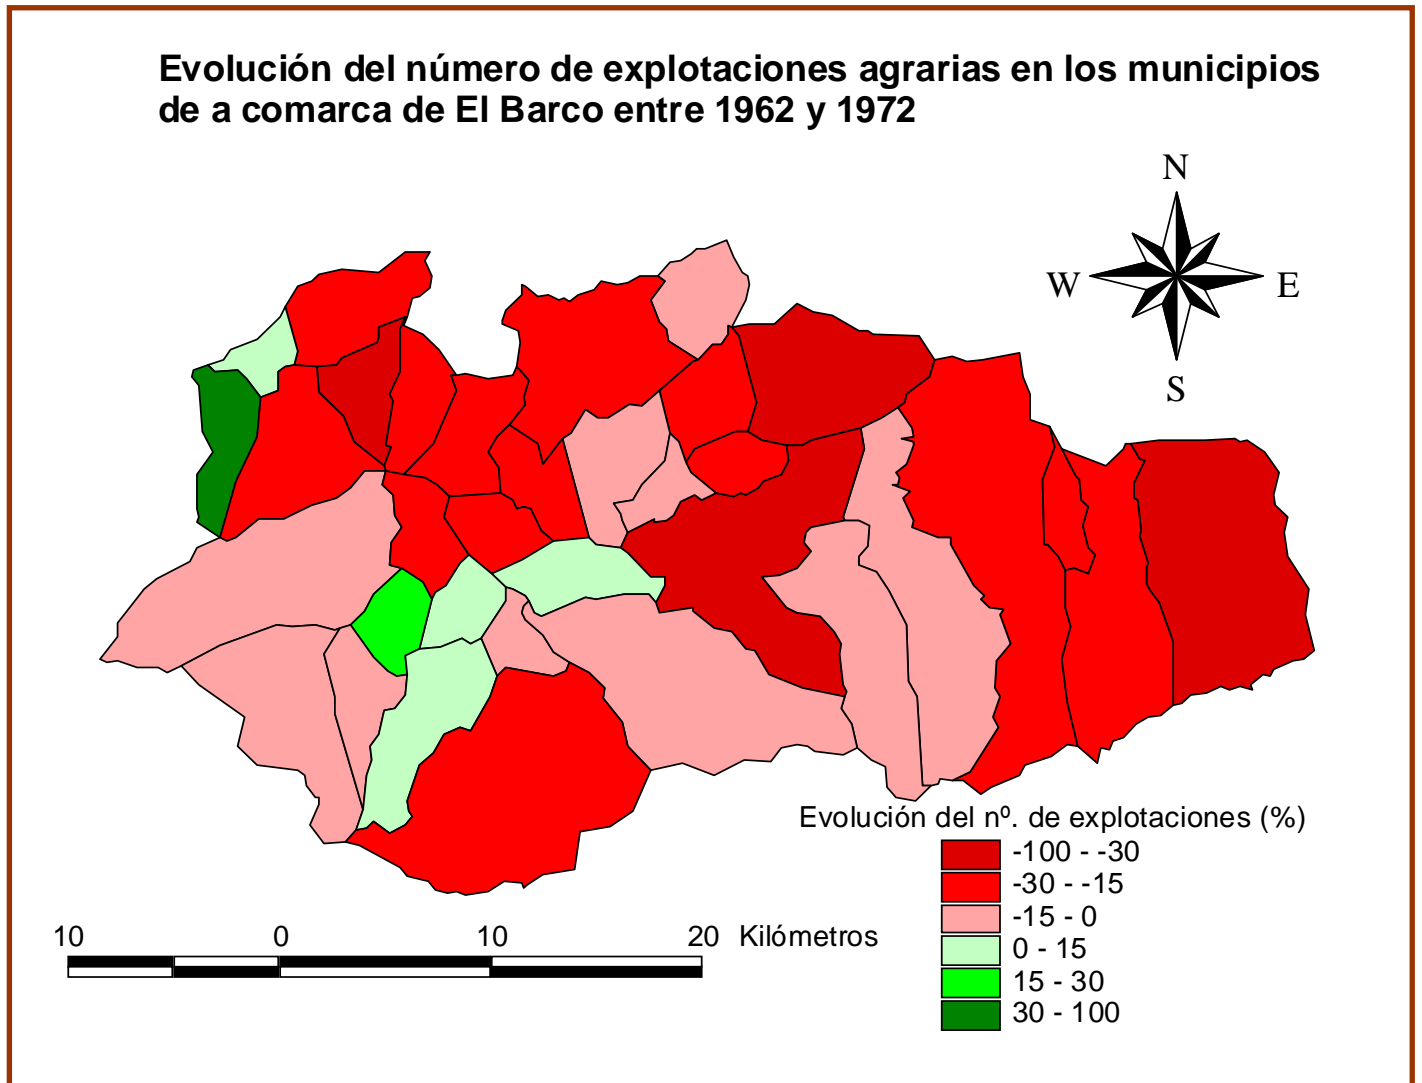 Evolución del número de explotaciones agrarias en los municipios
de a comarca de El Barco entre 1962 y 1972
N
W E
S
Evolución del nº. de explotaciones (%)
-100 - -30
-30 - -15
-15 - 0
0 - 15
15 - 30
30 - 100
10 0 10 20 Kilómetros